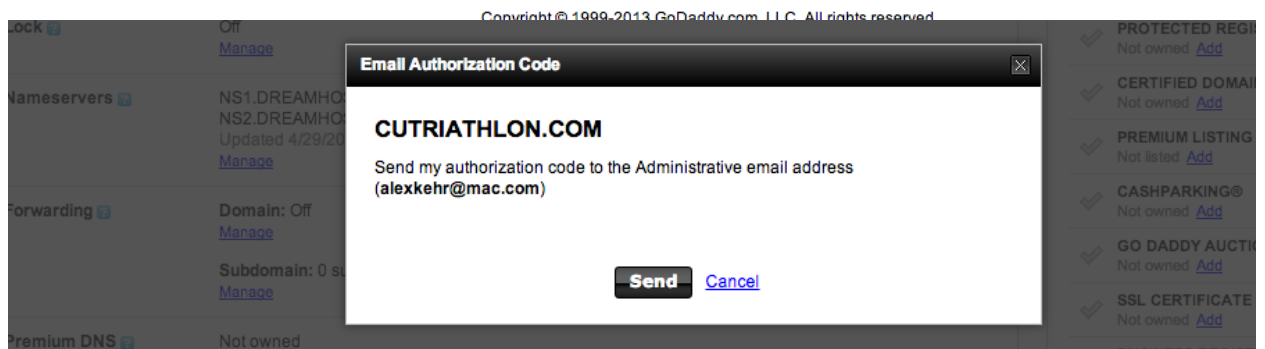 Copyright © 1999-2013 GoDaddy.com, LLC. All rights reserved.
Lock
Off
Manage
Nameservers
NS1.DREAMHO
NS2.DREAMHO
Updated 4/29/20
Manage
Forwarding
Domain: Off
Manage
Subdomain: 0 su
Manage
Premium DNS
Not owned
Email Authorization Code
CUTRIATHLON.COM
Send my authorization code to the Administrative email address
(alexkehr@mac.com)
Send Cancel
PROTECTED REGIS
Not owned Add
CERTIFIED DOMAI
Not owned Add
PREMIUM LISTING
Not listed Add
CASHPARKING®
Not owned Add
GO DADDY AUCTIO
Not owned Add
SSL CERTIFICATE
Not owned Add